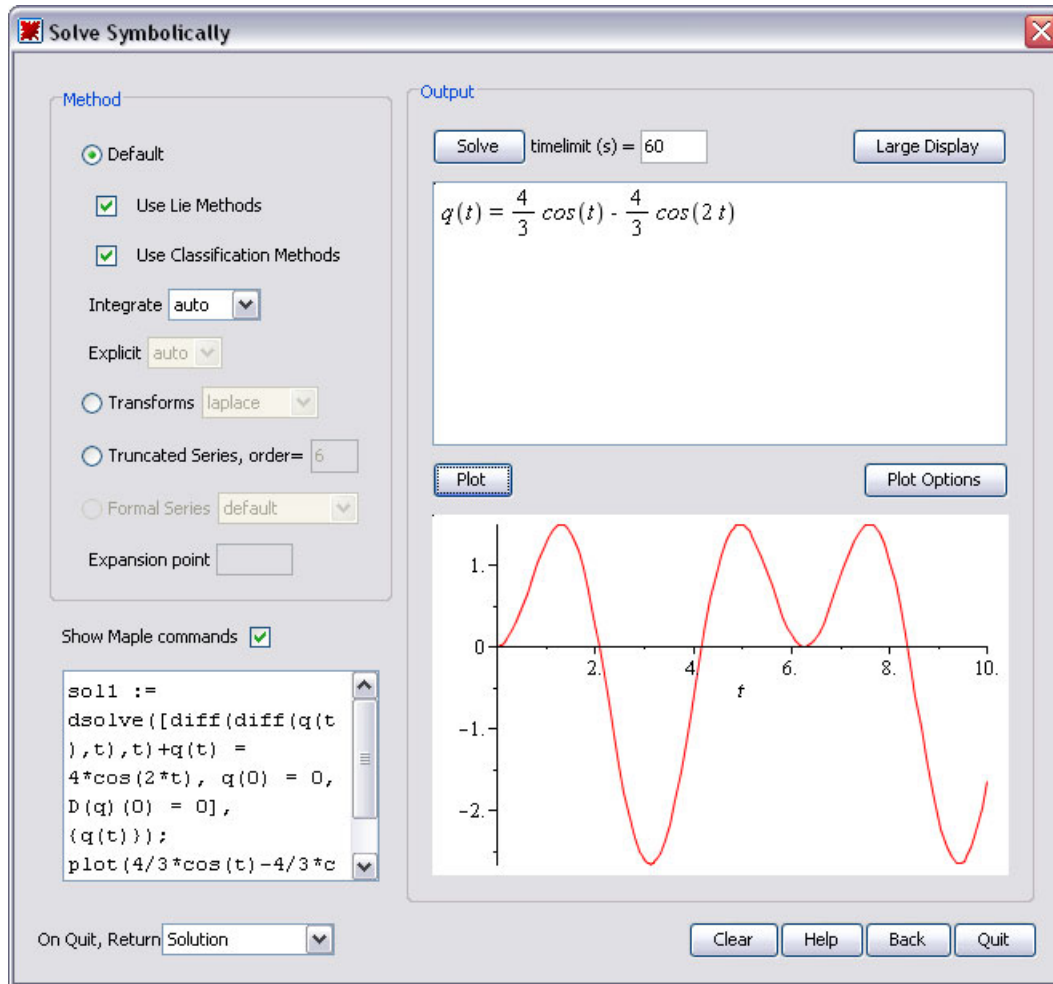 Solve Symbolically
Method
Default
Use Lie Methods
Use Classification Methods
Integrate auto
Explicit auto
Transforms laplace
Truncated Series, order= 6
Formal Series default
Expansion point
Show Maple commands
sol1 :=
dsolve([diff(diff(q(t
),t),t)+q(t) =
4*cos(2*t), q(0) = 0,
D(q)(0) = 0],
{q(t)});
plot(4/3*cos(t)-4/3*c
On Quit, Return Solution
Output
Solve timelimit (s) = 60 Large Display
q(t) = 4/3 cos(t) - 4/3 cos(2 t)
Plot Plot Options
1.
0
2. 4. 6. 8. 10.
t
-1.
-2.
Clear Help Back Quit